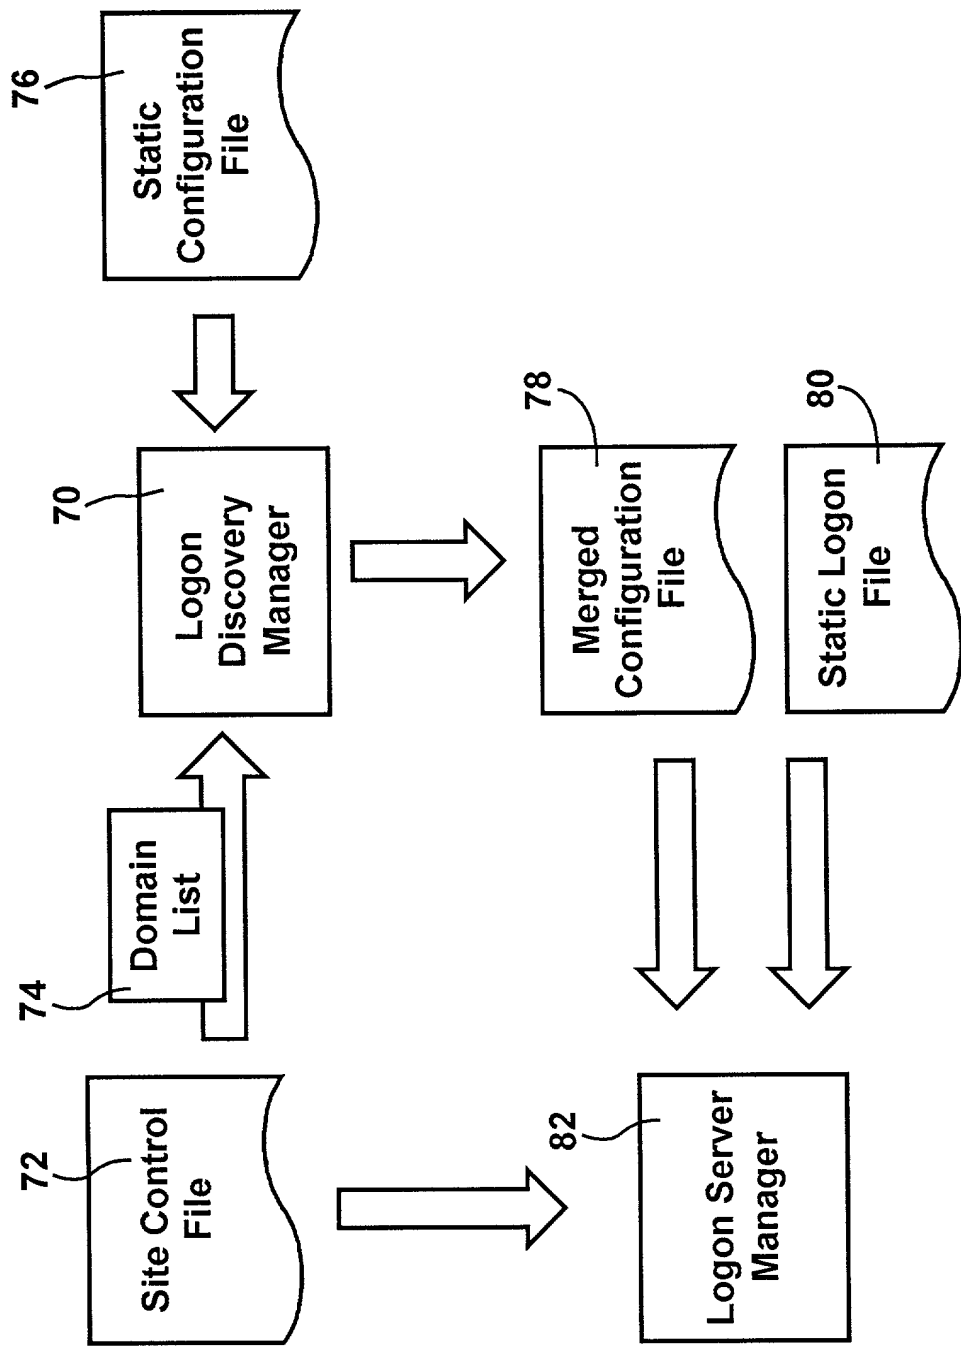 72
Site Control
File
74
Domain
List
70
Logon
Discovery
Manager
76
Static
Configuration
File
82
Logon Server
Manager
78
Merged
Configuration
File
80
Static Logon
File